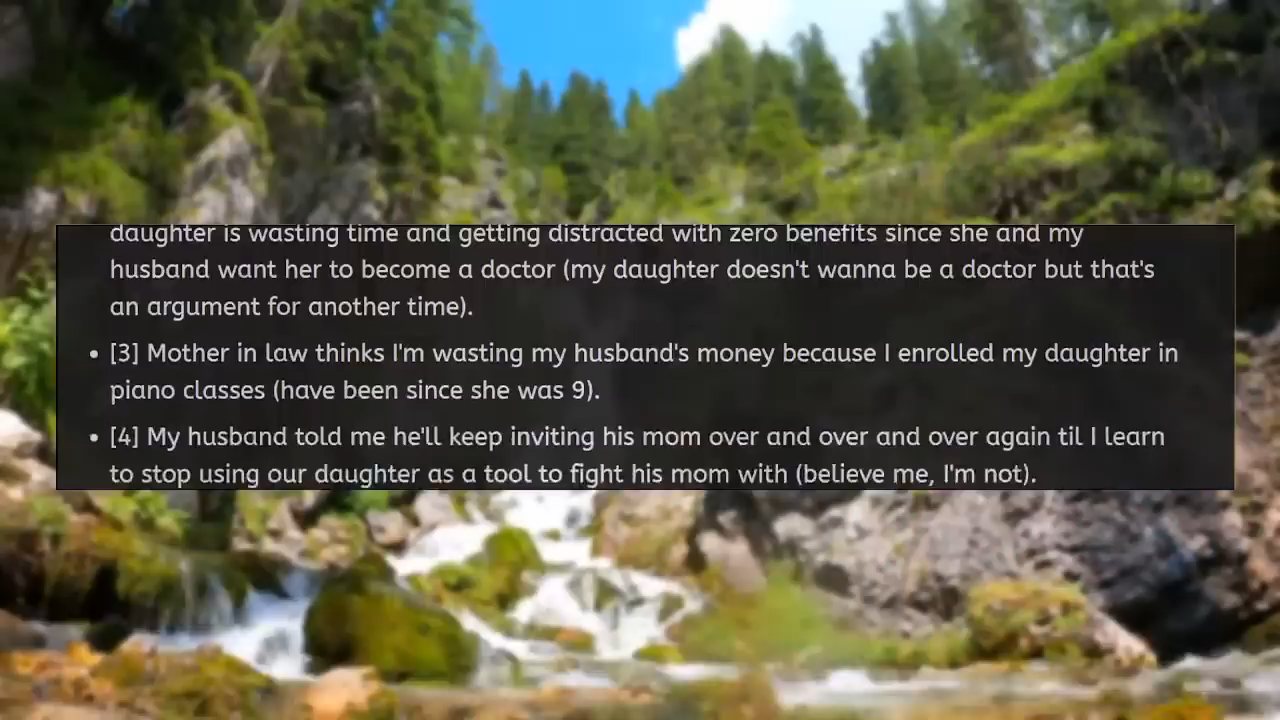 daughter is wasting time and getting distracted with zero benefits since she and my
husband want her to become a doctor (my daughter doesn't wanna be a doctor but that's
an argument for another time).
• [3] Mother in law thinks I'm wasting my husband's money because I enrolled my daughter in
piano classes (have been since she was 9).
• [4] My husband told me he'll keep inviting his mom over and over and over again til I learn
to stop using our daughter as a tool to fight his mom with (believe me, I'm not).